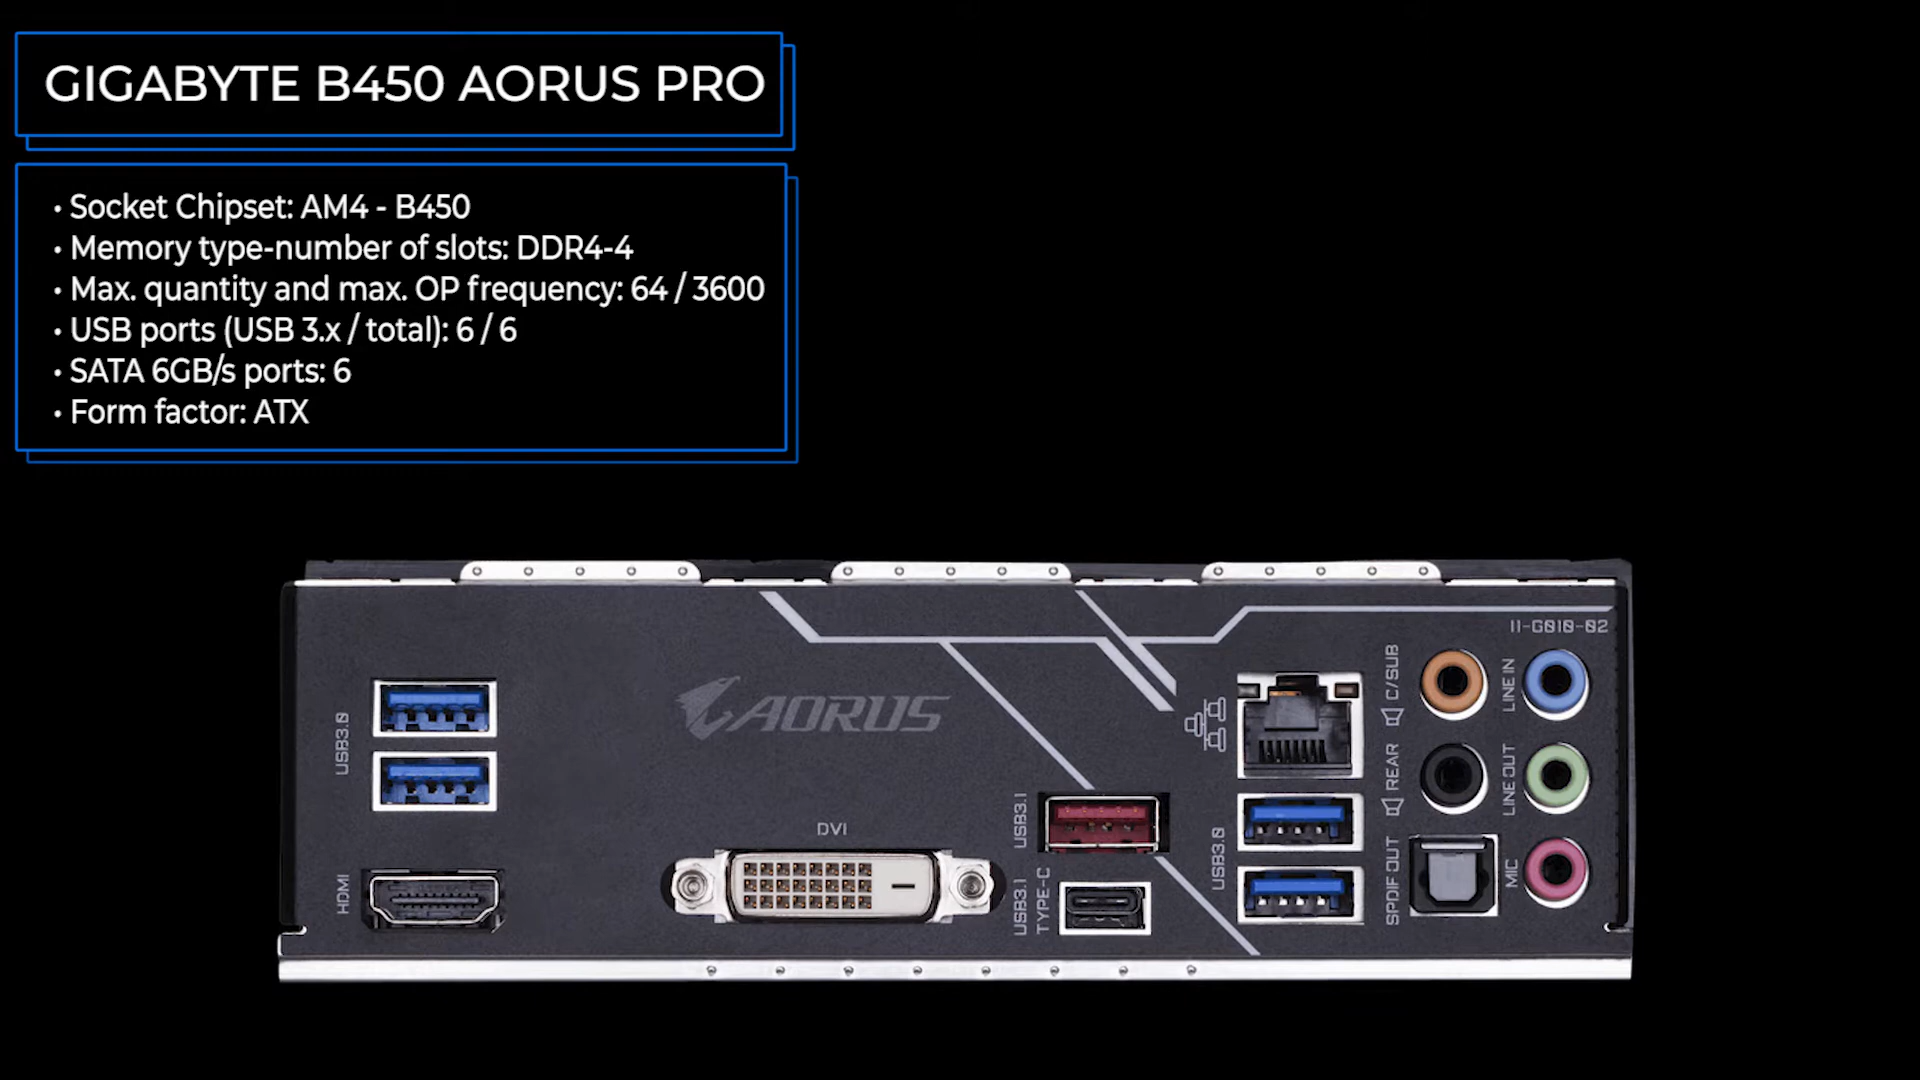 GIGABYTE B450 AORUS PRO
• Socket Chipset: AM4 - B450
• Memory type-number of slots: DDR4-4
• Max. quantity and max. OP frequency: 64 / 3600
• USB ports (USB 3.x / total): 6 / 6
• SATA 6GB/s ports: 6
• Form factor: ATX
II-G010-02
USB3.0
AORUS
C/SUB
LINE IN
REAR
LINE OUT
HDMI
DVI
USB3.1
USB3.1
TYPE-C
USB3.0
SPDIF OUT
MIC